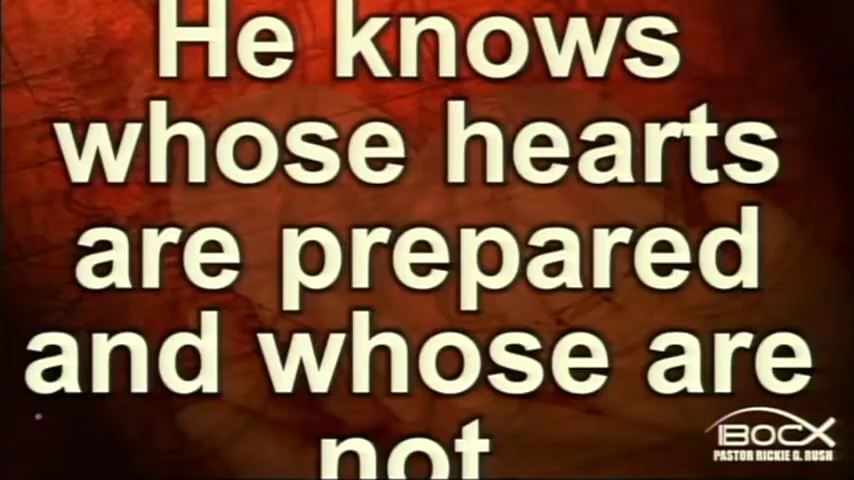 He knows
whose hearts
are prepared
and whose are
not
IBOCX
PASTOR RICKIE G. RUSH